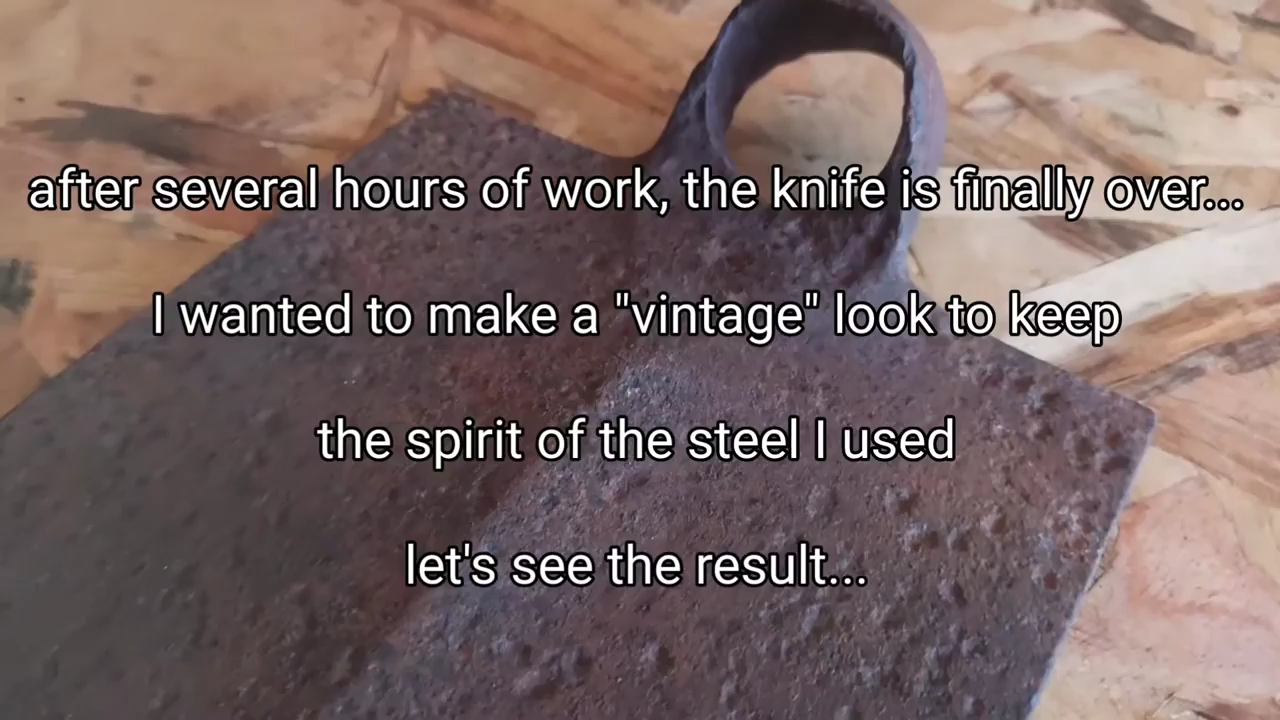 after several hours of work, the knife is finally over...
I wanted to make a "vintage" look to keep
the spirit of the steel I used
let's see the result...